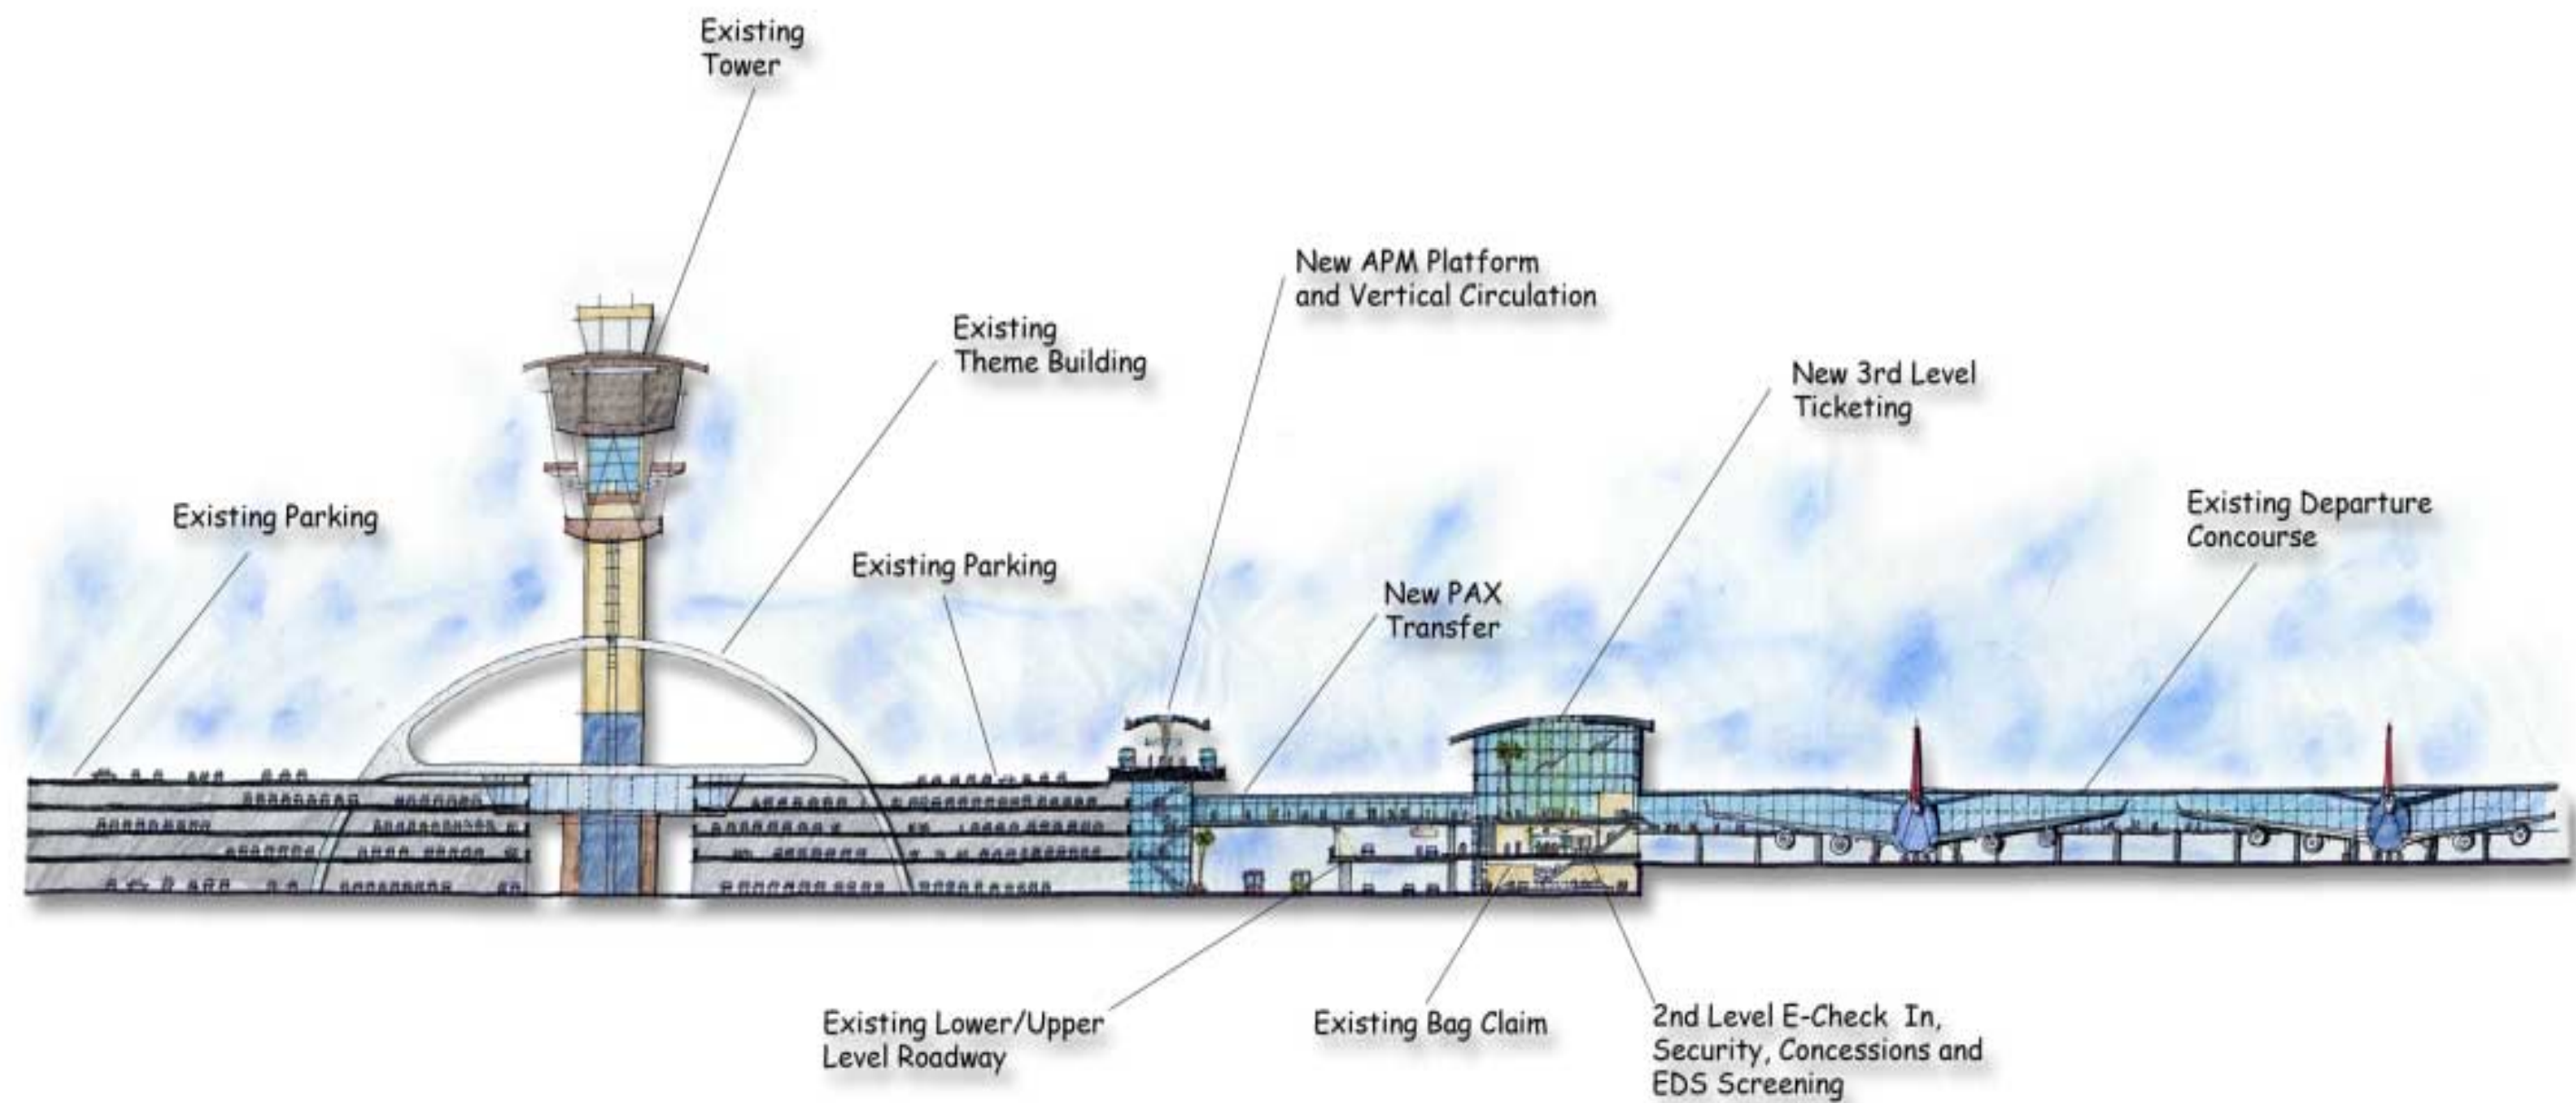 Existing
Tower
New APM Platform
and Vertical Circulation
Existing
Theme Building
New 3rd Level
Ticketing
Existing Parking
Existing Departure
Concourse
Existing Parking
New PAX
Transfer
Existing Lower/Upper
Level Roadway
Existing Bag Claim
2nd Level E-Check In,
Security, Concessions and
EDS Screening